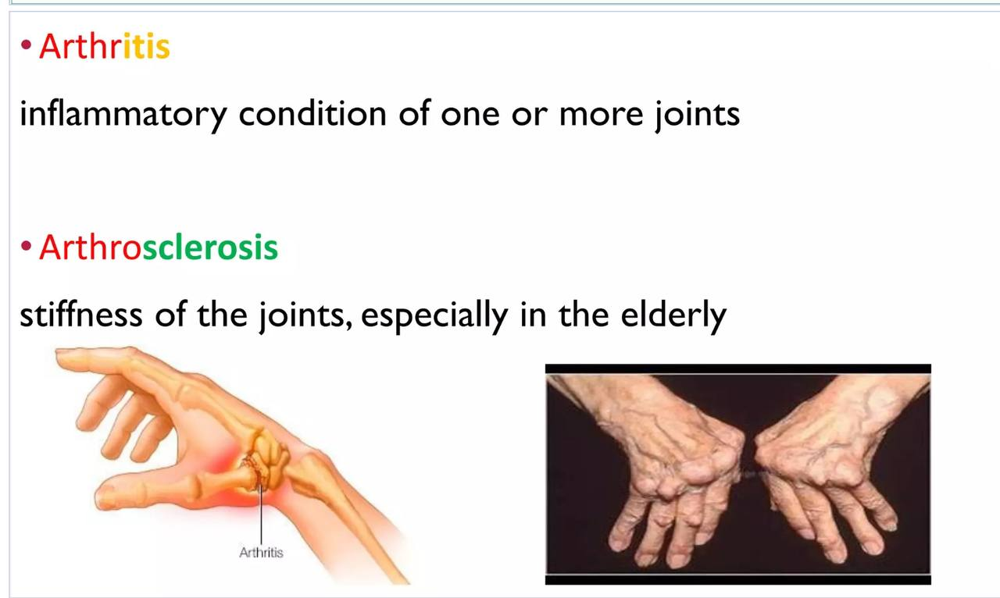 • Arthritis
inflammatory condition of one or more joints
• Arthrosclerosis
stiffness of the joints, especially in the elderly
Arthritis